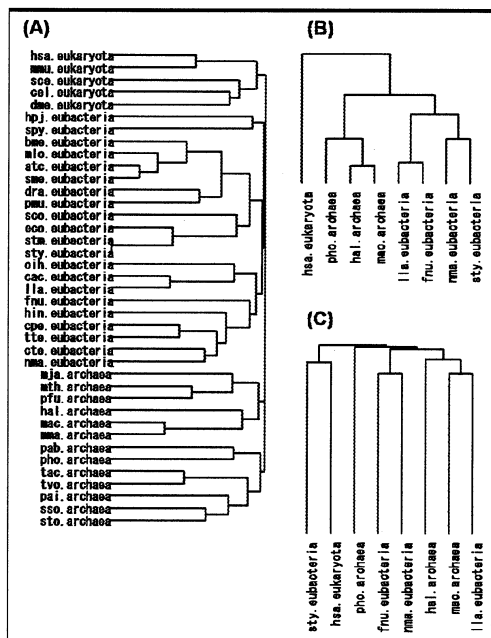 (A)
hsa.eukaryota
mmu.eukaryota
sce.eukaryota
cel.eukaryota
dme.eukaryota
hpj.eubacteria
spy.eubacteria
bme.eubacteria
mlo.eubacteria
atc.eubacteria
sme.eubacteria
dra.eubacteria
pmu.eubacteria
sco.eubacteria
eco.eubacteria
stm.eubacteria
sty.eubacteria
oih.eubacteria
cac.eubacteria
lla.eubacteria
fnu.eubacteria
hin.eubacteria
cpe.eubacteria
tte.eubacteria
cte.eubacteria
nma.eubacteria
mja.archaea
mth.archaea
pfu.archaea
hal.archaea
mac.archaea
mma.archaea
pab.archaea
pho.archaea
tac.archaea
tvo.archaea
pai.archaea
sso.archaea
sto.archaea
(B)
hsa.eukaryota
pho.archaea
hal.archaea
mac.archaea
lla.eubacteria
fnu.eubacteria
nma.eubacteria
sty.eubacteria
(C)
sty.eubacteria
hsa.eukaryota
pho.archaea
fnu.eubacteria
nma.eubacteria
hal.archaea
mac.archaea
lla.eubacteria